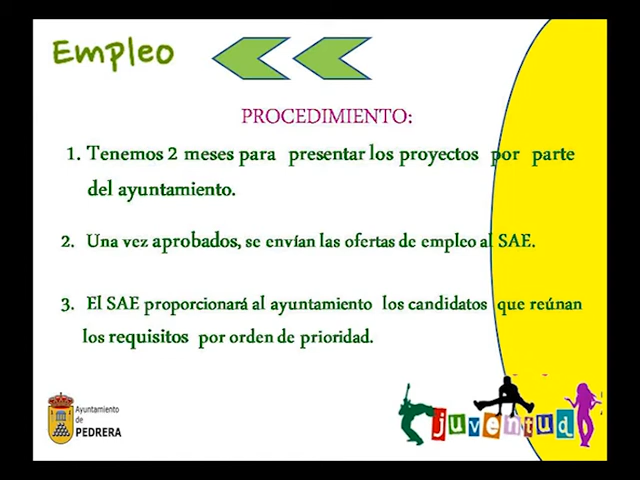 Empleo
PROCEDIMIENTO:
1. Tenemos 2 meses para presentar los proyectos por parte
del ayuntamiento.
2. Una vez aprobados, se envían las ofertas de empleo al SAE.
3. El SAE proporcionará al ayuntamiento los candidatos que reúnan
los requisitos por orden de prioridad.
Ayuntamiento
de
PEDRERA
juventud